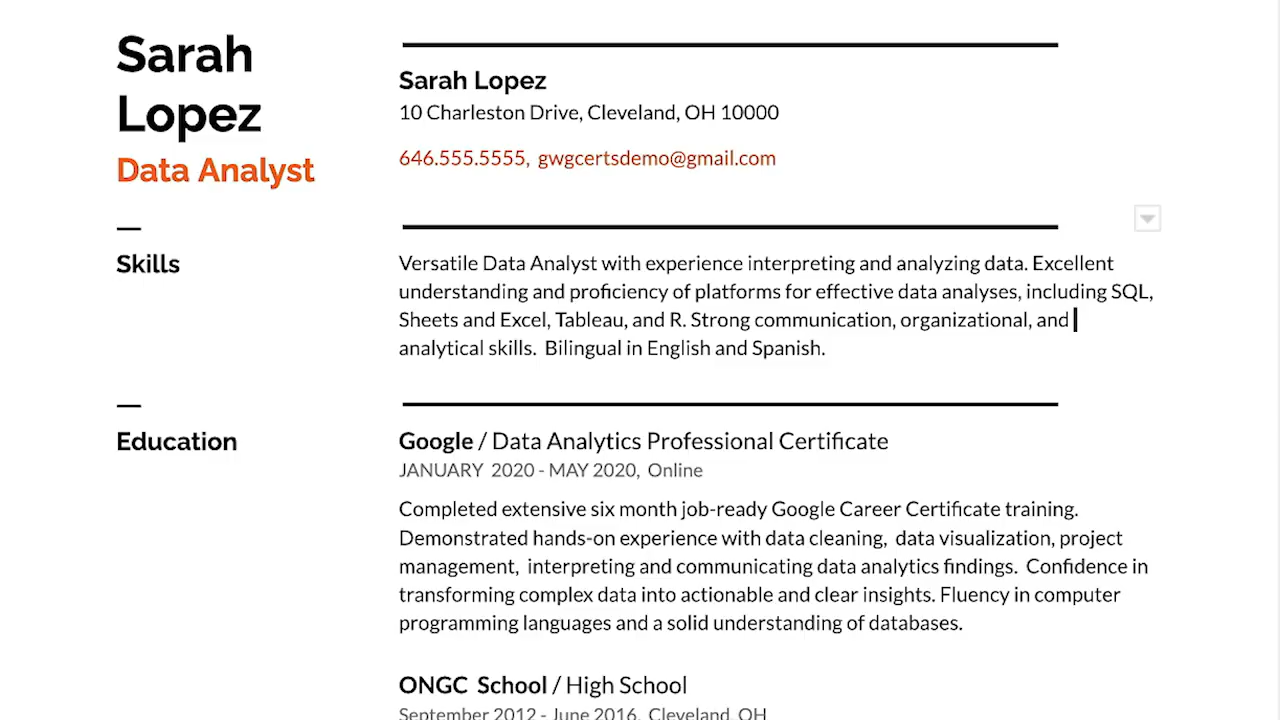 Sarah
Lopez
Data Analyst
Sarah Lopez
10 Charleston Drive, Cleveland, OH 10000
646.555.5555, gwgcertsdemo@gmail.com
Skills
Versatile Data Analyst with experience interpreting and analyzing data. Excellent
understanding and proficiency of platforms for effective data analyses, including SQL,
Sheets and Excel, Tableau, and R. Strong communication, organizational, and
analytical skills. Bilingual in English and Spanish.
Education
Google / Data Analytics Professional Certificate
JANUARY 2020 - MAY 2020, Online
Completed extensive six month job-ready Google Career Certificate training.
Demonstrated hands-on experience with data cleaning, data visualization, project
management, interpreting and communicating data analytics findings. Confidence in
transforming complex data into actionable and clear insights. Fluency in computer
programming languages and a solid understanding of databases.
ONGC School / High School
September 2012 - June 2016, Cleveland, OH